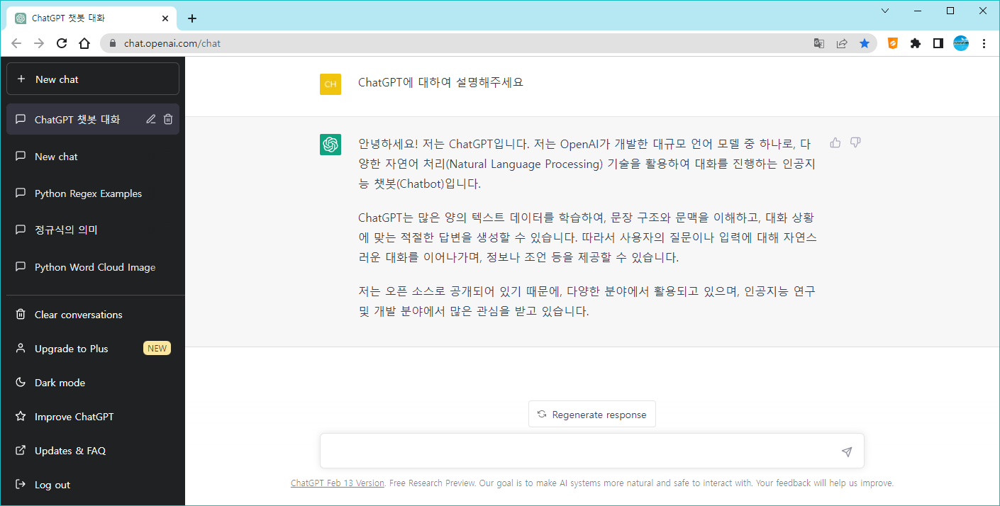 ChatGPT 챗봇 대화
chat.openai.com/chat
New chat
ChatGPT 챗봇 대화
New chat
Python Regex Examples
정규식의 의미
Python Word Cloud Image
Clear conversations
Upgrade to Plus NEW
Dark mode
Improve ChatGPT
Updates & FAQ
Log out
CH ChatGPT에 대하여 설명해주세요
안녕하세요! 저는 ChatGPT입니다. 저는 OpenAI가 개발한 대규모 언어 모델 중 하나로, 다
양한 자연어 처리(Natural Language Processing) 기술을 활용하여 대화를 진행하는 인공지
능 챗봇(Chatbot)입니다.
ChatGPT는 많은 양의 텍스트 데이터를 학습하여, 문장 구조와 문맥을 이해하고, 대화 상황
에 맞는 적절한 답변을 생성할 수 있습니다. 따라서 사용자의 질문이나 입력에 대해 자연스
러운 대화를 이어나가며, 정보나 조언 등을 제공할 수 있습니다.
저는 오픈 소스로 공개되어 있기 때문에, 다양한 분야에서 활용되고 있으며, 인공지능 연구
및 개발 분야에서 많은 관심을 받고 있습니다.
Regenerate response
ChatGPT Feb 13 Version. Free Research Preview. Our goal is to make AI systems more natural and safe to interact with. Your feedback will help us improve.